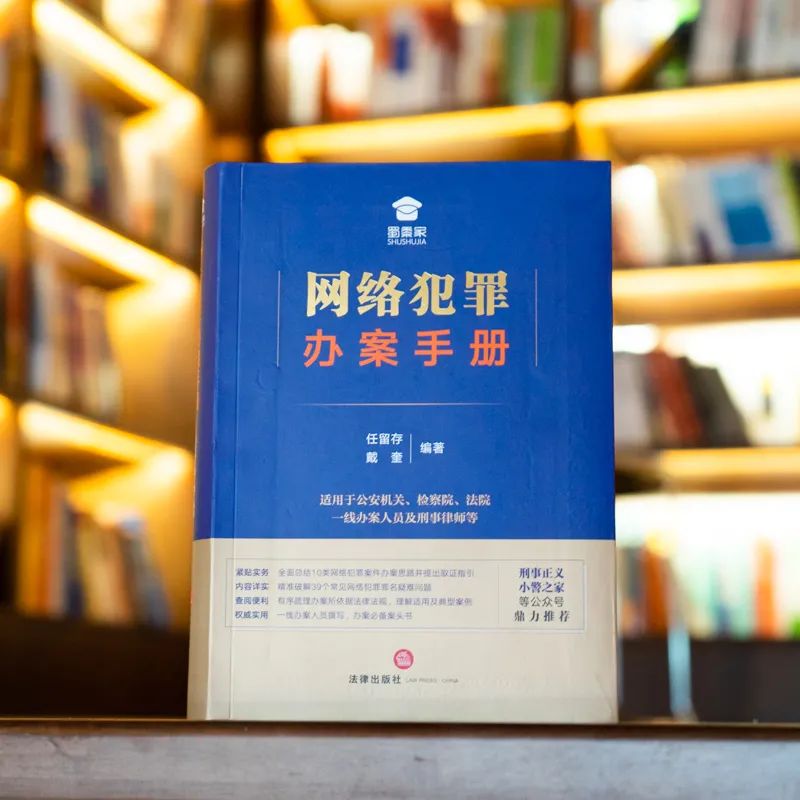 蜀黍家
SHUSHUJIA
网络犯罪
办案手册
任留存
戴奎
编著
适用于公安机关、检察院、法院
一线办案人员及刑事律师等
紧贴实务 全面总结10类网络犯罪案件办案思路并提出取证指引
内容详实 精准破解39个常见网络犯罪罪名疑难问题
查阅便利 有序疏理办案所依据法律法规、理解适用及典型案例
权威实用 一线办案人员撰写,办案必备案头书
刑事正义
小警之家
等公众号
鼎力推荐
法律出版社 LAW PRESS·CHINA